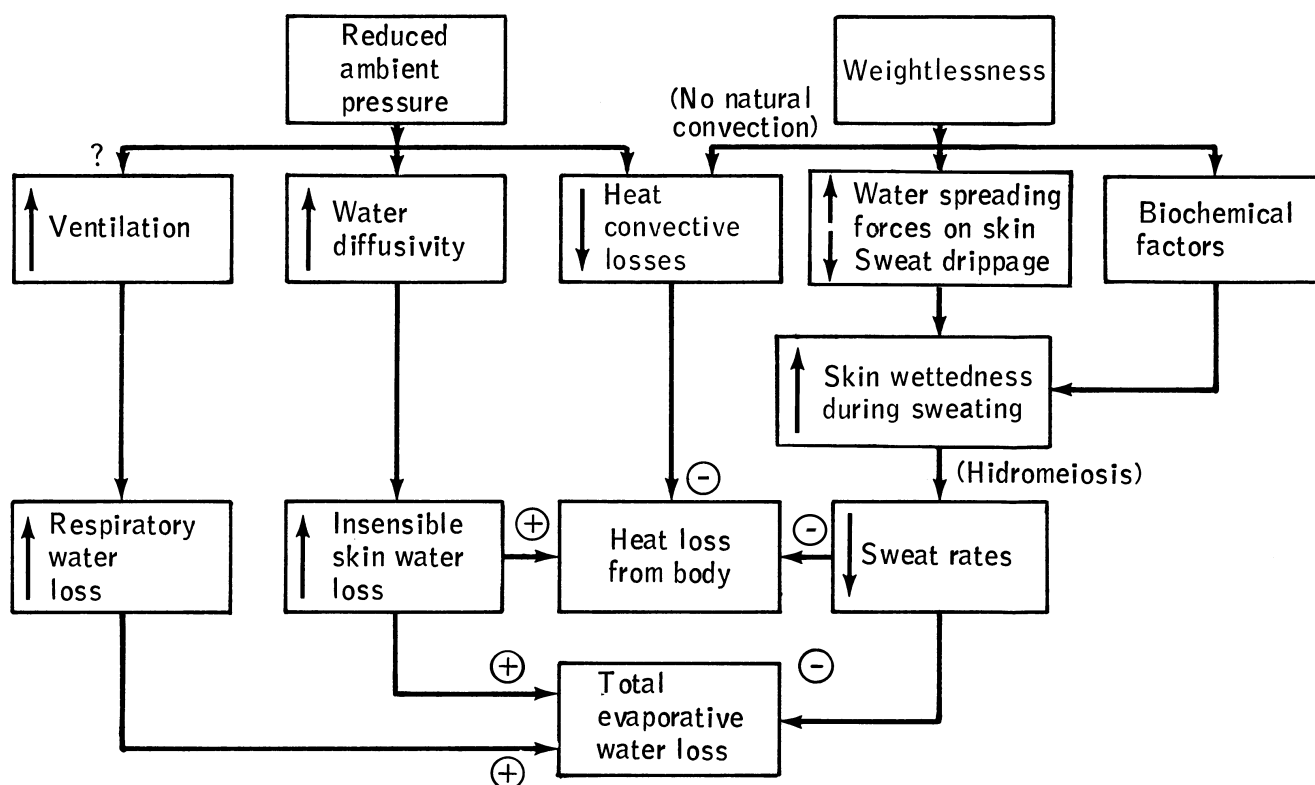 Reduced
ambient
pressure
Weightlessness
(No natural
convection)
?
Ventilation
Water
diffusivity
Heat
convective
losses
Water spreading
forces on skin
Sweat drippage
Biochemical
factors
Skin wettedness
during sweating
(Hidromeiosis)
Respiratory
water
loss
Insensible
skin water
loss
+
Heat loss
from body
-
-
Sweat rates
+
-
Total
evaporative
water loss
+